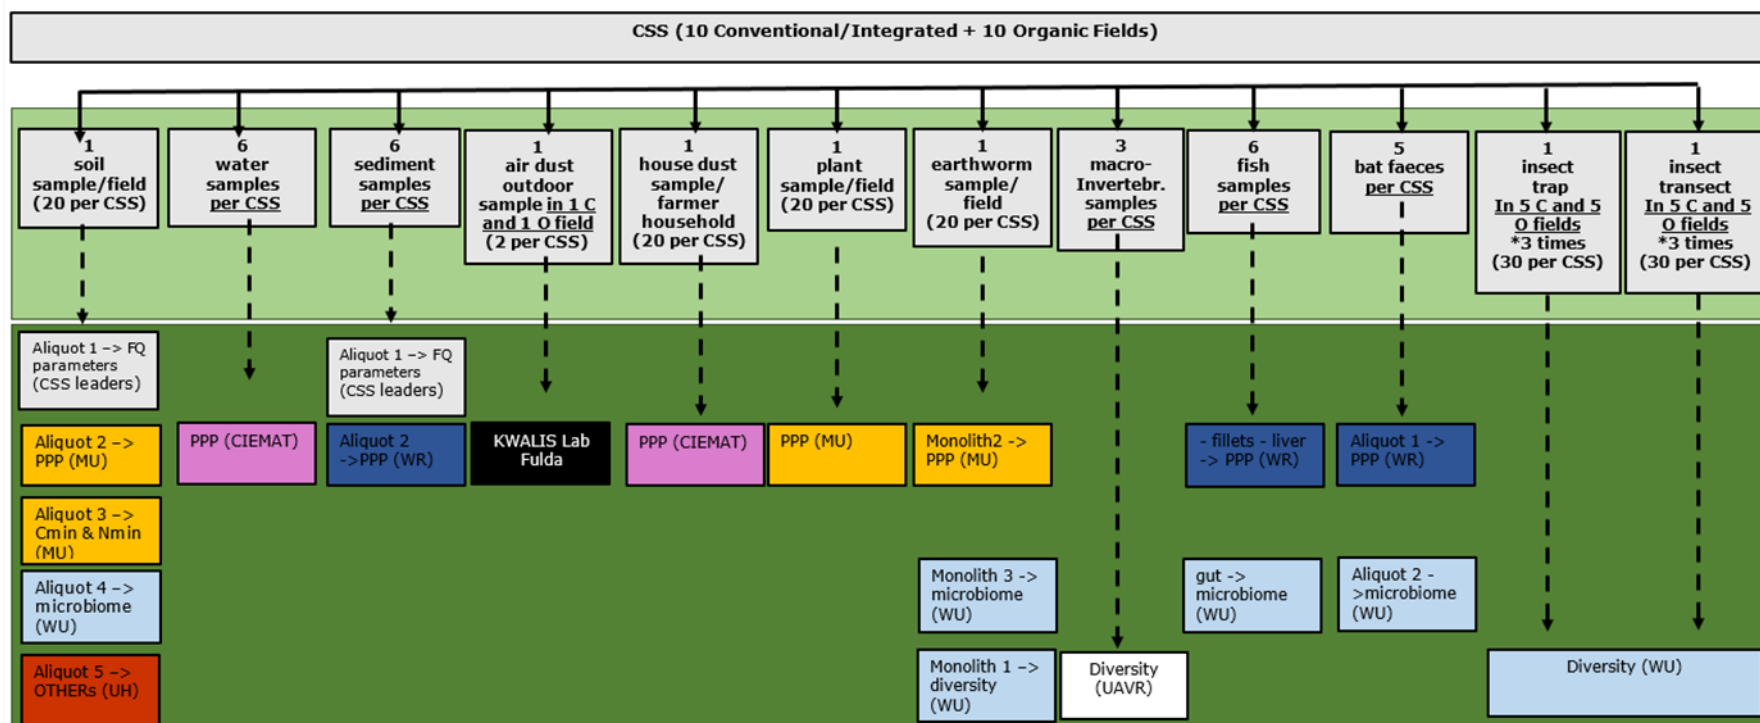 CSS (10 Conventional/Integrated + 10 Organic Fields)
1
soil
sample/field
(20 per CSS)
6
water
samples
per CSS
6
sediment
samples
per CSS
1
air dust
outdoor
sample in 1 C
and 1 O field
(2 per CSS)
1
house dust
sample/
farmer
household
(20 per CSS)
1
plant
sample/field
(20 per CSS)
1
earthworm
sample/
field
(20 per CSS)
3
macro-
Invertebr.
samples
per CSS
6
fish
samples
per CSS
5
bat faeces
per CSS
1
insect
trap
In 5 C and 5
O fields
*3 times
(30 per CSS)
1
insect
transect
In 5 C and 5
O fields
*3 times
(30 per CSS)
Aliquot 1 –> FQ
parameters
(CSS leaders)
Aliquot 1 –> FQ
parameters
(CSS leaders)
Aliquot 2 –>
PPP (MU)
PPP (CIEMAT)
Aliquot 2
->PPP (WR)
KWALIS Lab
Fulda
PPP (CIEMAT)
PPP (MU)
Monolith2 ->
PPP (MU)
- fillets - liver
-> PPP (WR)
Aliquot 1 ->
PPP (WR)
Aliquot 3 –>
Cmin & Nmin
(MU)
Aliquot 4 –>
microbiome
(WU)
Monolith 3 ->
microbiome
(WU)
gut ->
microbiome
(WU)
Aliquot 2 -
>microbiome
(WU)
Aliquot 5 –>
OTHERs (UH)
Monolith 1 –>
diversity
(WU)
Diversity
(UAVR)
Diversity (WU)